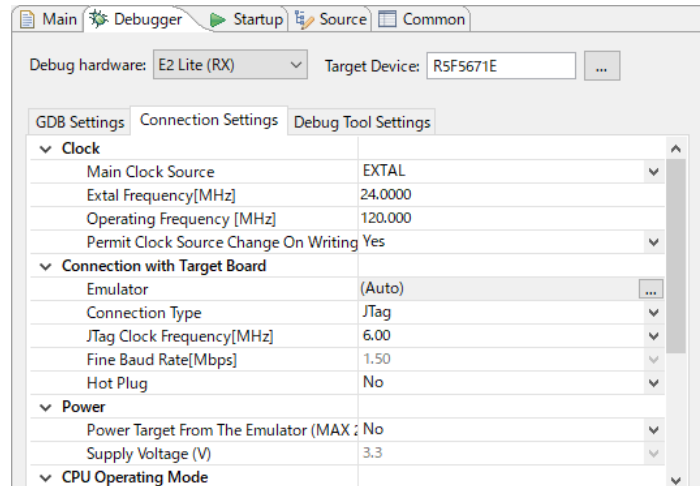 Main Debugger Startup Source Common
Debug hardware: E2 Lite (RX) Target Device: R5F5671E ...
GDB Settings Connection Settings Debug Tool Settings
Clock
Main Clock Source EXTAL
Extal Frequency[MHz] 24.0000
Operating Frequency [MHz] 120.000
Permit Clock Source Change On Writing Yes
Connection with Target Board
Emulator (Auto) ...
Connection Type JTag
JTag Clock Frequency[MHz] 6.00
Fine Baud Rate[Mbps] 1.50
Hot Plug No
Power
Power Target From The Emulator (MAX 2 No
Supply Voltage (V) 3.3
CPU Operating Mode